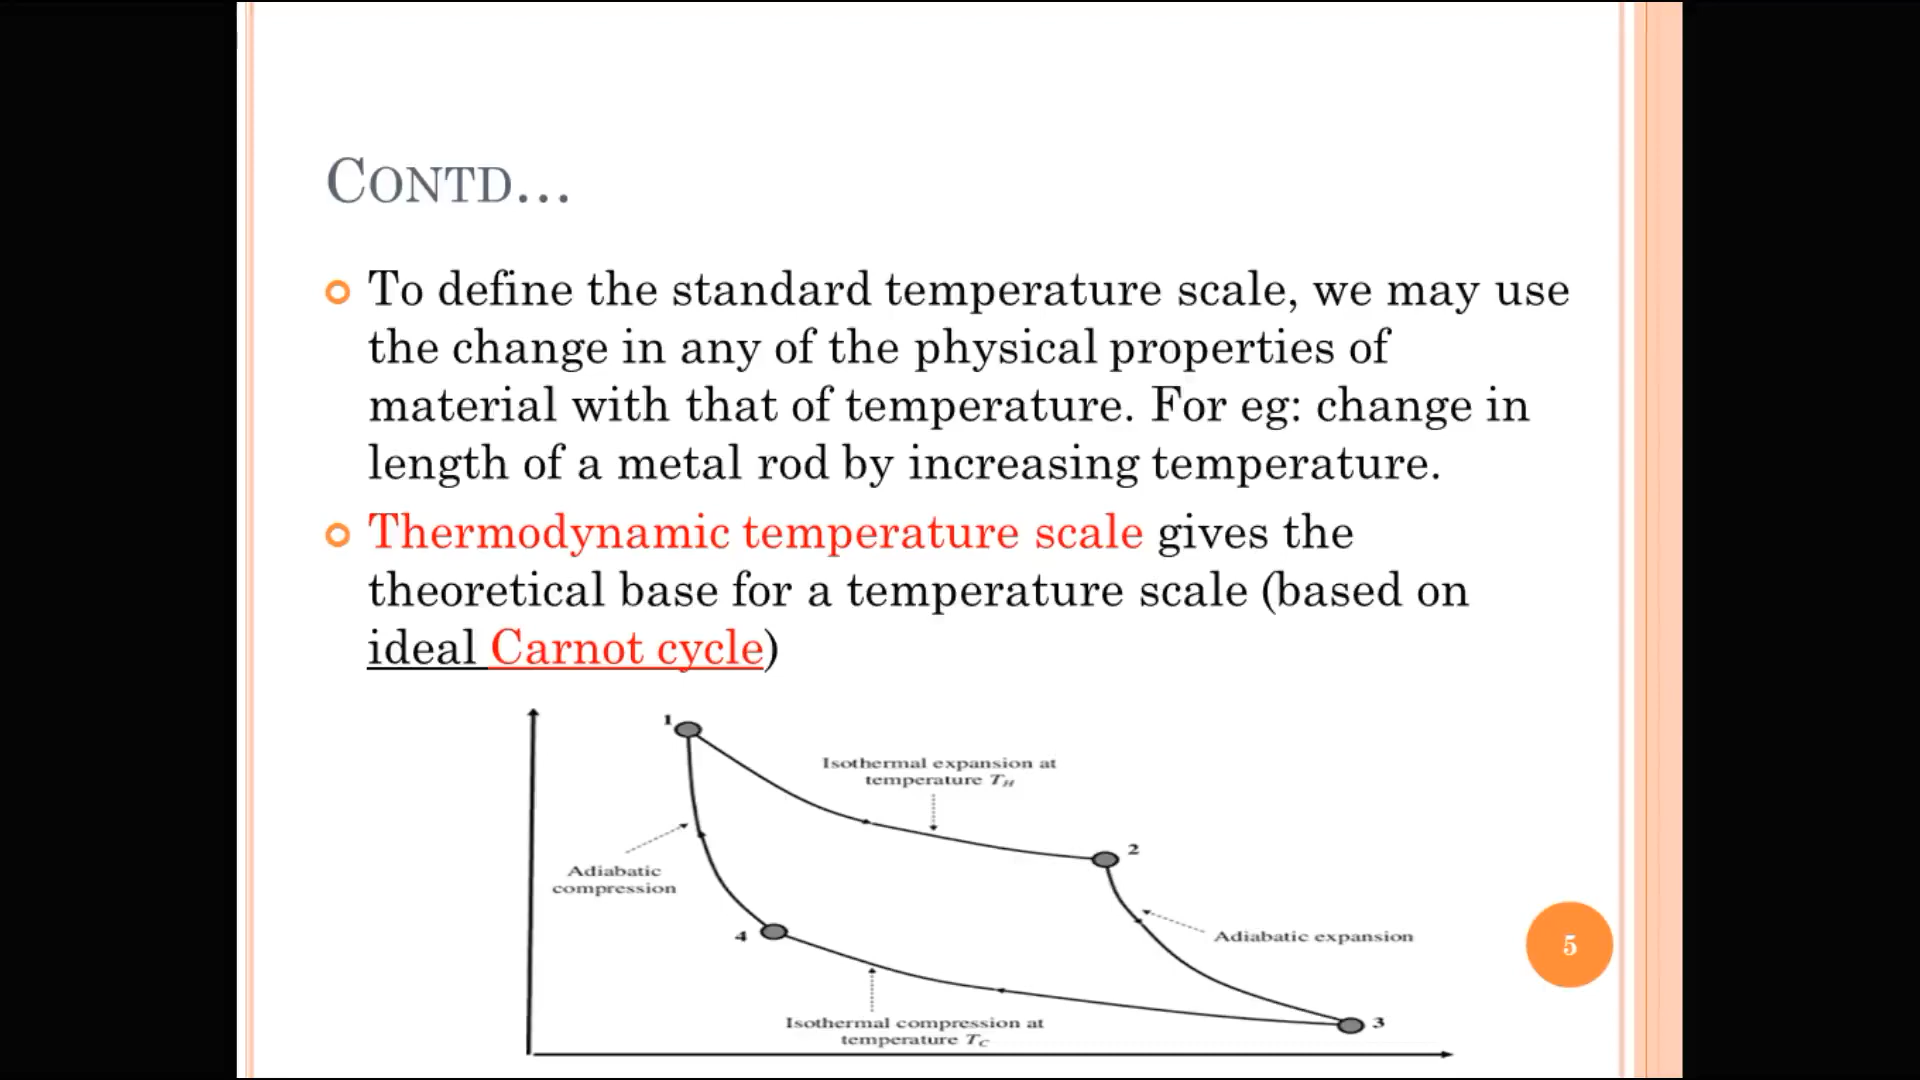 CONTD...
To define the standard temperature scale, we may use
the change in any of the physical properties of
material with that of temperature. For eg: change in
length of a metal rod by increasing temperature.
Thermodynamic temperature scale gives the
theoretical base for a temperature scale (based on
ideal Carnot cycle)
1
Isothermal expansion at
temperature T_H
2
Adiabatic
compression
4
Adiabatic expansion
5
Isothermal compression at
temperature T_C
3